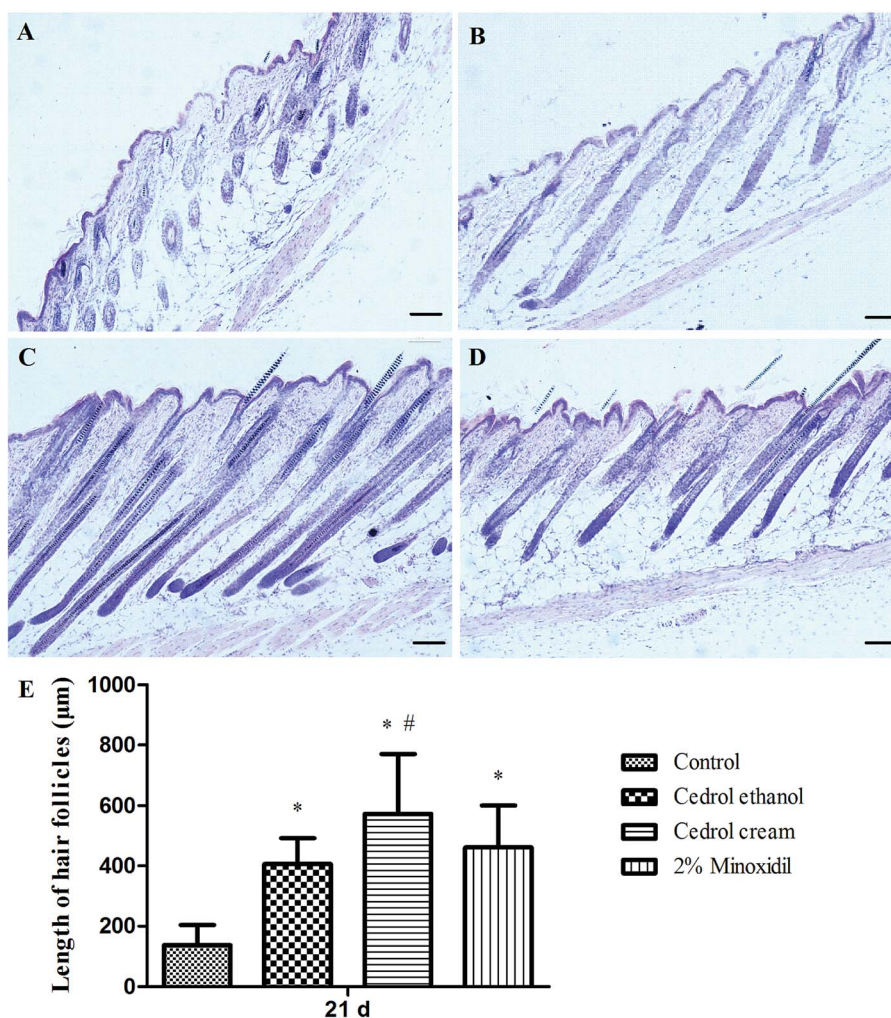 A
B
C
D
E
Length of hair follicles (μm)
1000
800
600
400
200
0
*
* #
*
21 d
Control
Cedrol ethanol
Cedrol cream
2% Minoxidil